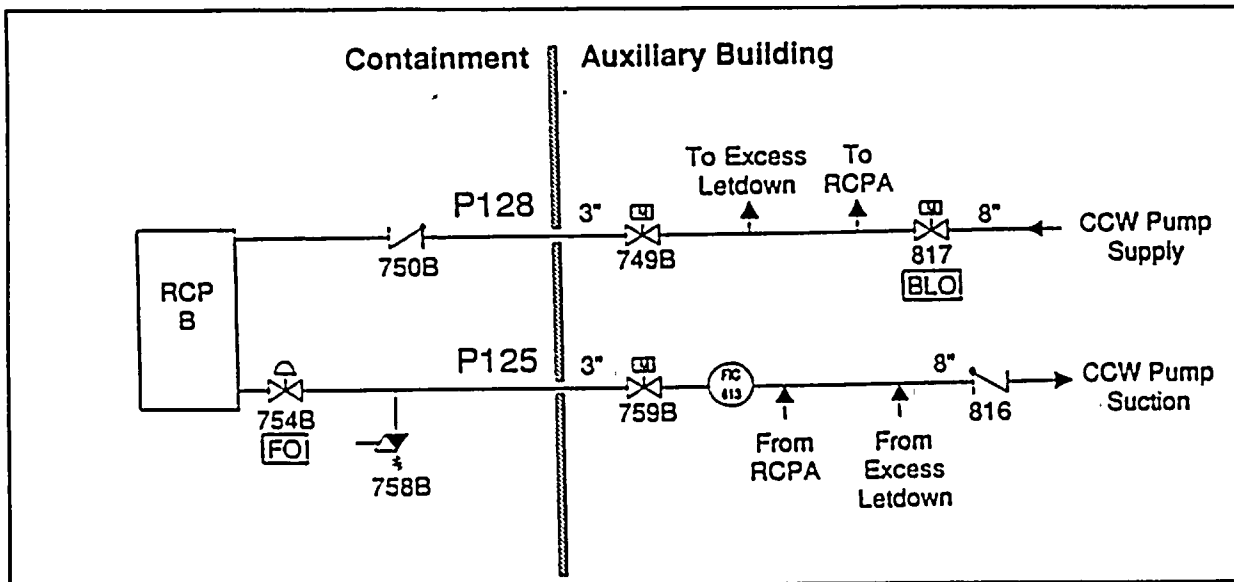 Containment
Auxiliary Building
To Excess
Letdown
To
RCPA
P128
3"
8"
CCW Pump
Supply
750B
749B
817
BLO
RCP
B
P125
3"
8"
CCW Pump
Suction
754B
FO
758B
759B
FIC
613
816
From
RCPA
From
Excess
Letdown